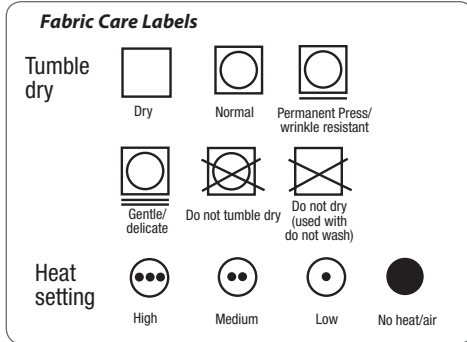 Fabric Care Labels
Tumble
dry
Dry
Normal
Permanent Press/
wrinkle resistant
Gentle/
delicate
Do not tumble dry
Do not dry
(used with
do not wash)
Heat
setting
High
Medium
Low
No heat/air